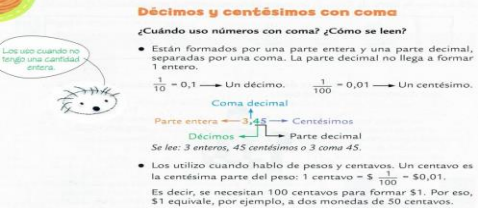 Décimos y centésimos con coma
¿Cuándo uso números con coma? ¿Cómo se leen?
Los uso cuando no
tengo una cantidad
entera.
• Están formados por una parte entera y una parte decimal,
separadas por una coma. La parte decimal no llega a formar
1 entero.
1/10 = 0,1 → Un décimo. 1/100 = 0,01 → Un centésimo.
Coma decimal
Parte entera ← 3,45 → Centésimos
Décimos ← → Parte decimal
Se lee: 3 enteros, 45 centésimos o 3 coma 45.
• Los utilizo cuando hablo de pesos y centavos. Un centavo es
la centésima parte del peso: 1 centavo = $ 1/100 = $0,01.
Es decir, se necesitan 100 centavos para formar $1. Por eso,
$1 equivale, por ejemplo, a dos monedas de 50 centavos.